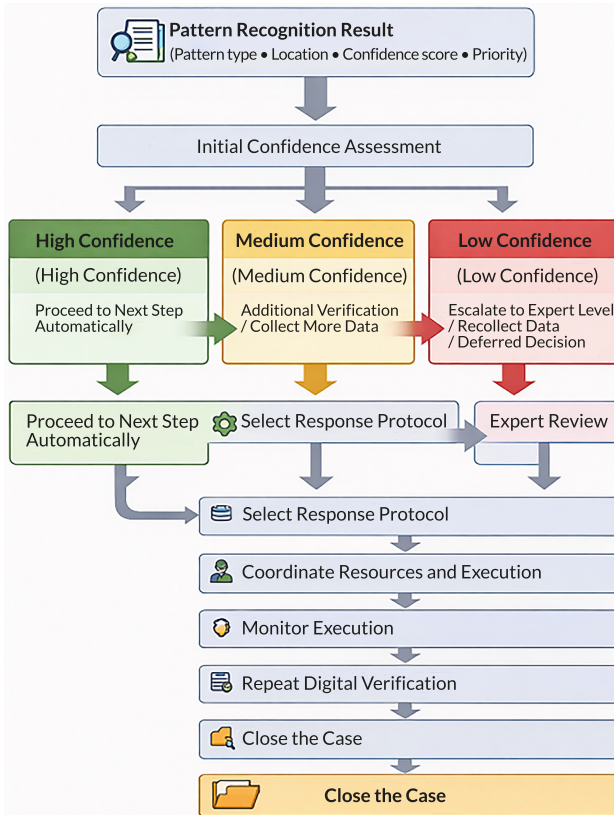 Pattern Recognition Result
(Pattern type • Location • Confidence score • Priority)
Initial Confidence Assessment
High Confidence
(High Confidence)
Proceed to Next Step
Automatically
Medium Confidence
(Medium Confidence)
Additional Verification
/ Collect More Data
Low Confidence
(Low Confidence)
Escalate to Expert Level
/ Recollect Data
/ Deferred Decision
Proceed to Next Step
Automatically
Select Response Protocol
Expert Review
Select Response Protocol
Coordinate Resources and Execution
Monitor Execution
Repeat Digital Verification
Close the Case
Close the Case